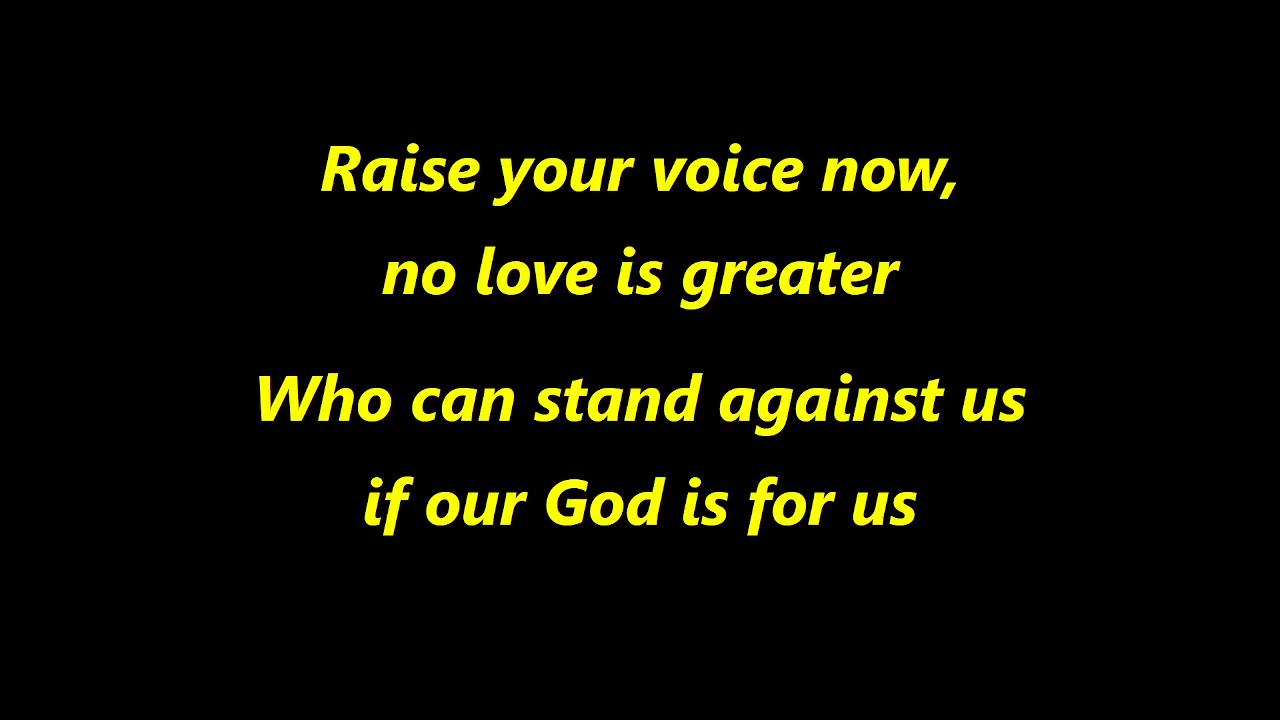 Raise your voice now,
no love is greater
Who can stand against us
if our God is for us